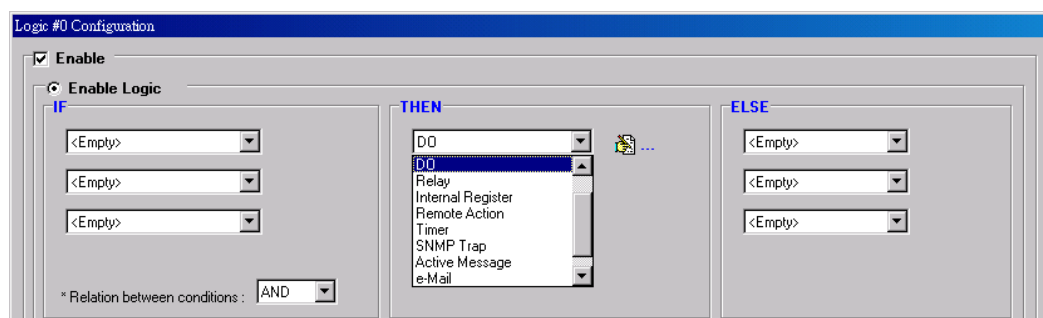 Logic #0 Configuration
Enable
Enable Logic
IF
<Empty>
<Empty>
<Empty>
* Relation between conditions : AND
THEN
DO
...
DO
Relay
Internal Register
Remote Action
Timer
SNMP Trap
Active Message
e-Mail
ELSE
<Empty>
<Empty>
<Empty>